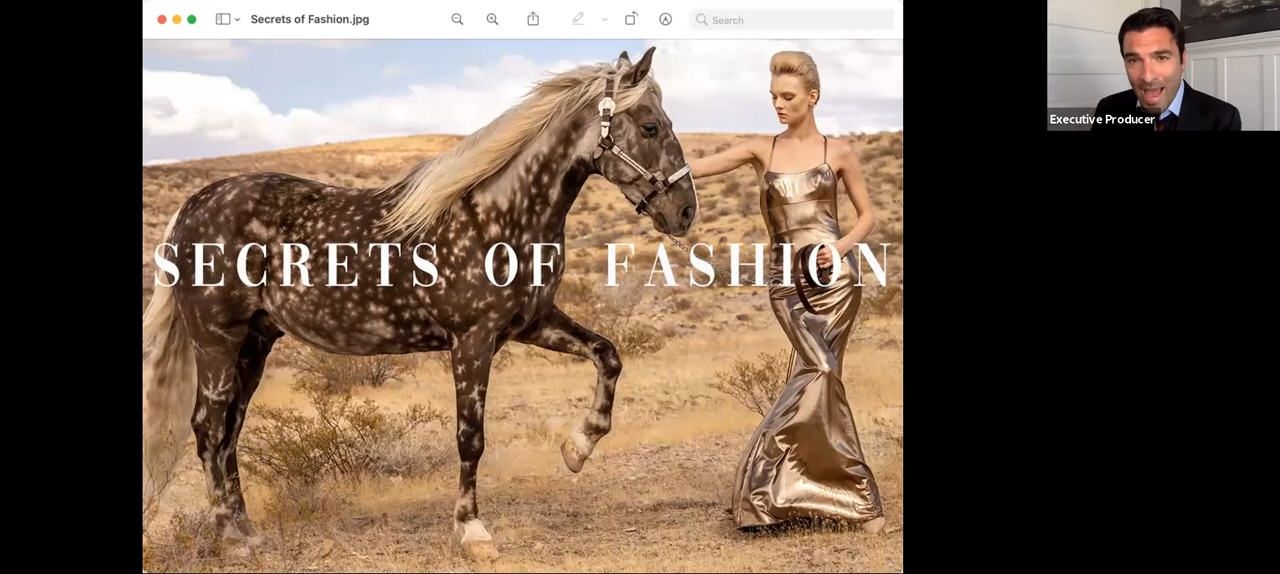 Secrets of Fashion.jpg
Search
Executive Producer
SECRETS OF FASHION